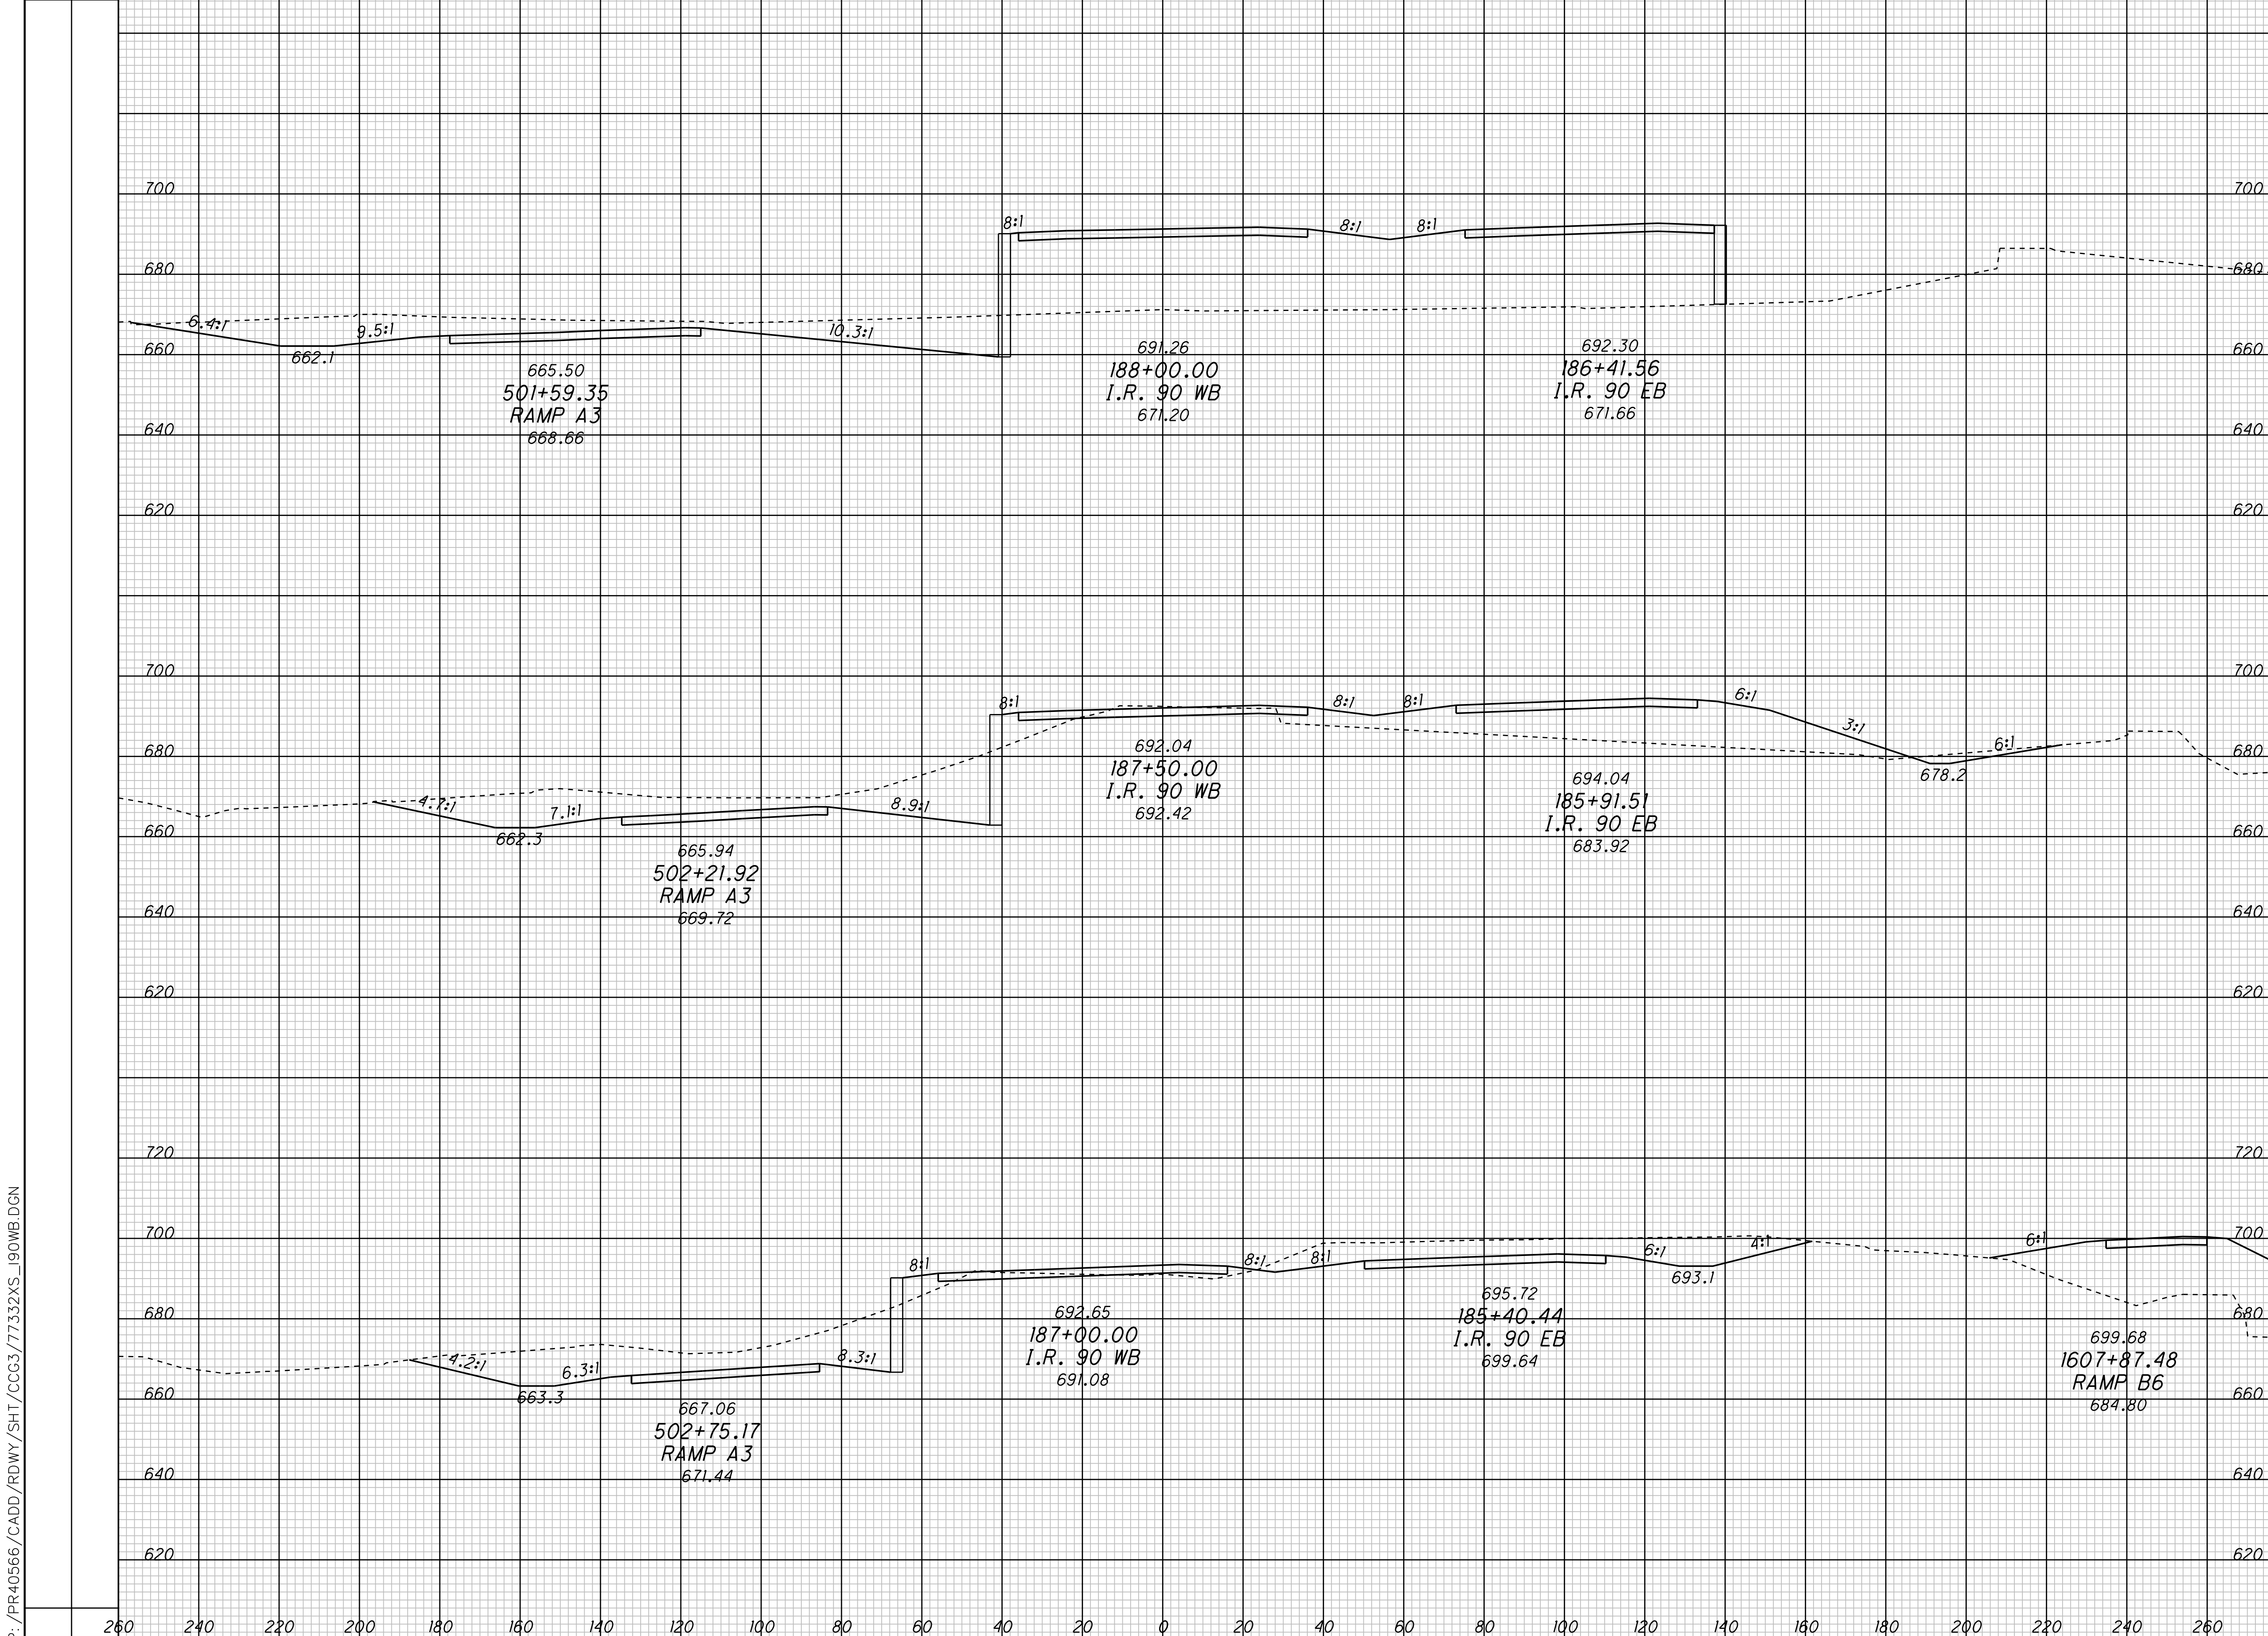 700 700
8:1 8:1 8:1
680 680
6.4:1 9.5:1 10.3:1
660 662.1 691.26 692.30 660
665.50 188+00.00 186+41.56
501+59.35 I.R. 90 WB I.R. 90 EB
RAMP A3 671.20 671.66
668.66
640 640
620 620
700 700
8:1 8:1 8:1 6:1
3:1
680 692.04 6:1 680
187+50.00 694.04 678.2
4.7:1 7.1:1 8.9:1 I.R. 90 WB 185+91.51
660 662.3 692.42 I.R. 90 EB 660
665.94 683.92
502+21.92
RAMP A3
669.72
640 640
620 620
720 720
700 700
8:1 8:1 8:1 6:1 4:1 6:1
693.1
680 692.65 695.72 680
187+00.00 185+40.44 699.68
4.2:1 6.3:1 8.3:1 I.R. 90 WB I.R. 90 EB 1607+87.48
691.08 699.64 RAMP B6
660 663.3 684.80 660
667.06
502+75.17
RAMP A3
671.44
640 640
620 620
260 240 220 200 180 160 140 120 100 80 60 40 20 0 20 40 60 80 100 120 140 160 180 200 220 240 260
/PR40566/CADD/RDWY/SHT/CCG3/77332XS_I90WB.DGN